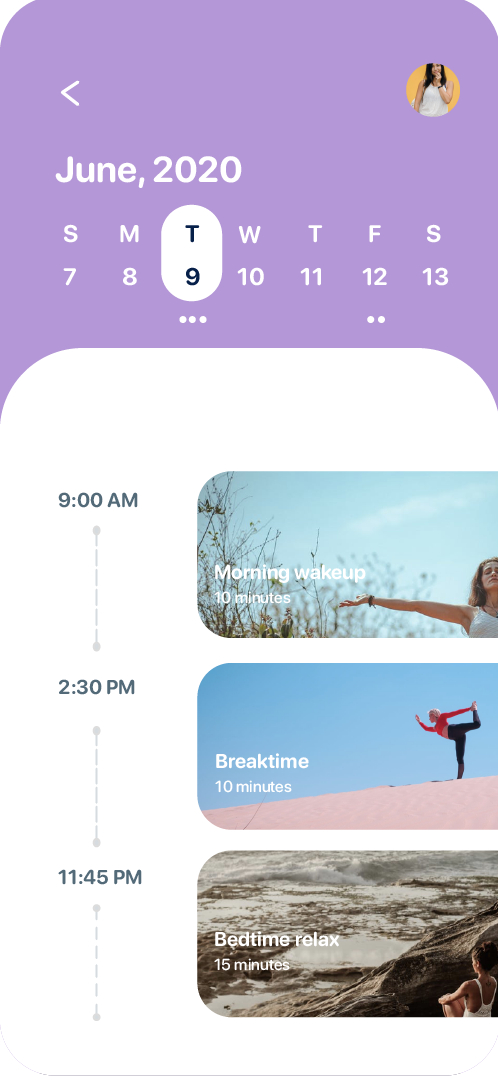 June, 2020
S M T W T F S
7 8 9 10 11 12 13
9:00 AM
Morning wakeup
10 minutes
2:30 PM
Breaktime
10 minutes
11:45 PM
Bedtime relax
15 minutes